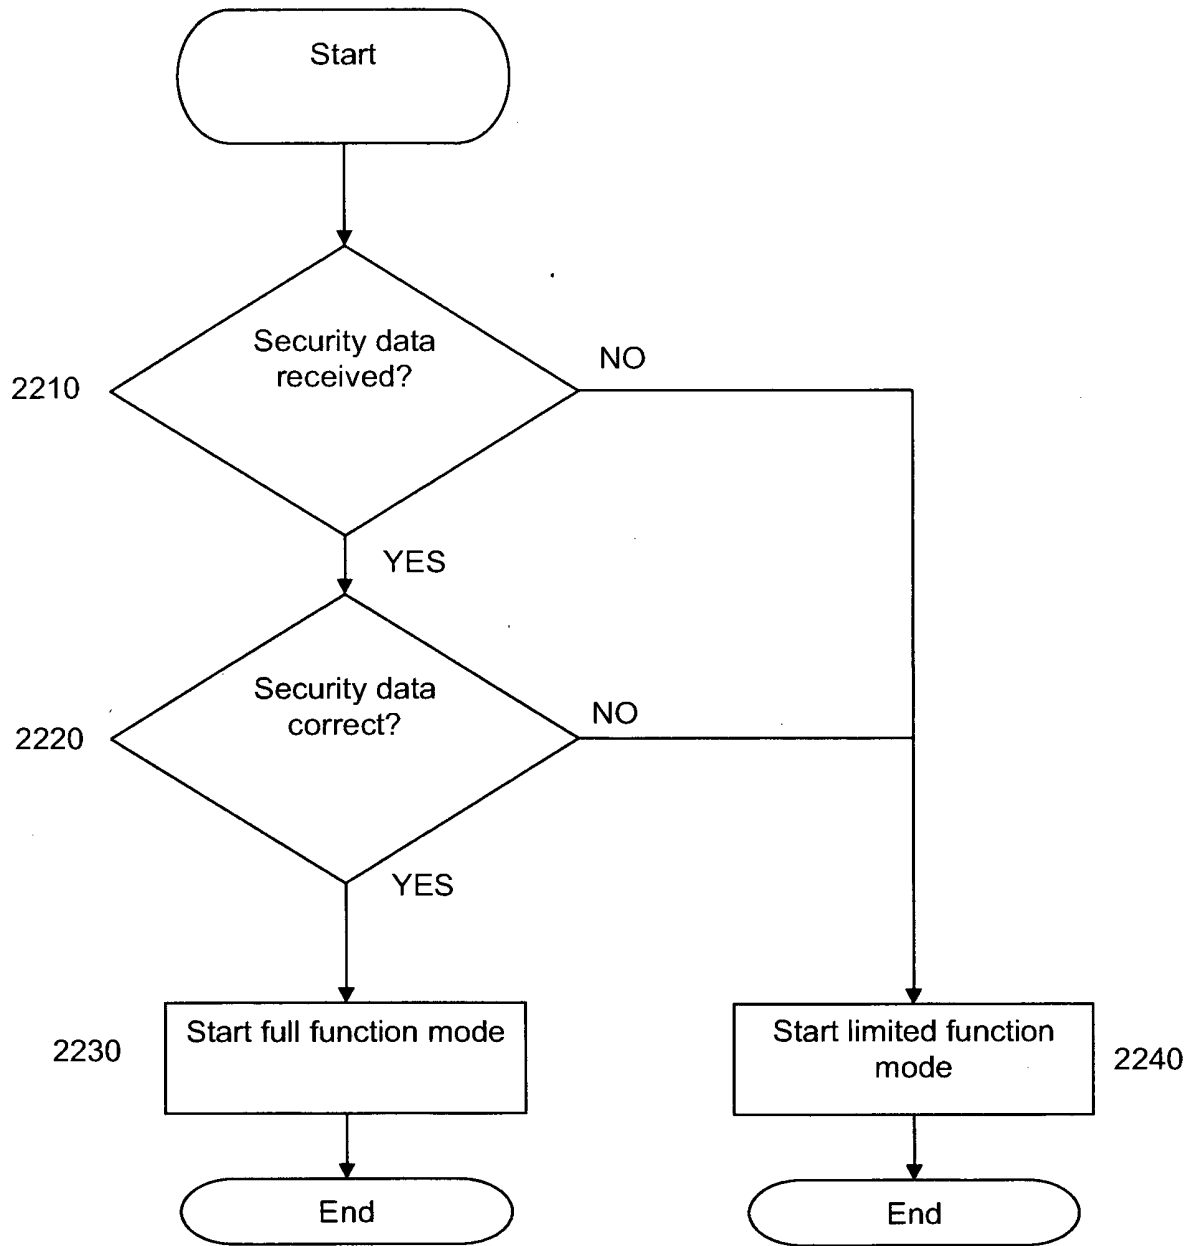 Start
Security data
received?
NO
2210
YES
Security data
correct?
NO
2220
YES
Start full function mode
2230
Start limited function
mode
2240
End
End